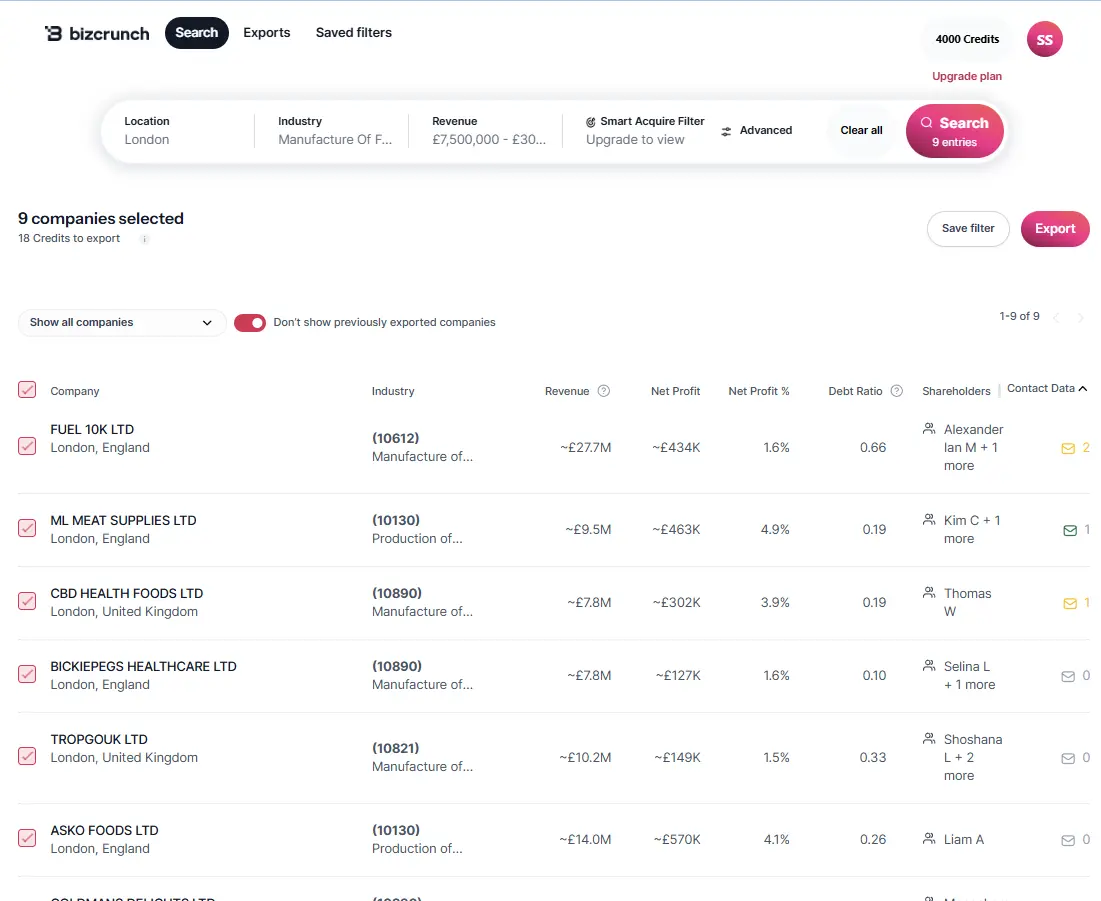 bizcrunch Search Exports Saved filters
4000 Credits SS
Upgrade plan
Location Industry Revenue Smart Acquire Filter
London Manufacture Of F... £7,500,000 - £30... Upgrade to view
Advanced Clear all Search
9 entries
9 companies selected
18 Credits to export
Save filter Export
Show all companies Don't show previously exported companies 1-9 of 9
Company Industry Revenue Net Profit Net Profit % Debt Ratio Shareholders Contact Data
FUEL 10K LTD
London, England
(10612)
Manufacture of...
~£27.7M ~£434K 1.6% 0.66
Alexander
Ian M + 1
more
2
ML MEAT SUPPLIES LTD
London, England
(10130)
Production of...
~£9.5M ~£463K 4.9% 0.19
Kim C + 1
more
1
CBD HEALTH FOODS LTD
London, United Kingdom
(10890)
Manufacture of...
~£7.8M ~£302K 3.9% 0.19
Thomas
W
1
BICKIEPEGS HEALTHCARE LTD
London, England
(10890)
Manufacture of...
~£7.8M ~£127K 1.6% 0.10
Selina L
+ 1 more
0
TROPGOUK LTD
London, United Kingdom
(10821)
Manufacture of...
~£10.2M ~£149K 1.5% 0.33
Shoshana
L + 2
more
0
ASKO FOODS LTD
London, England
(10130)
Production of...
~£14.0M ~£570K 4.1% 0.26
Liam A
0